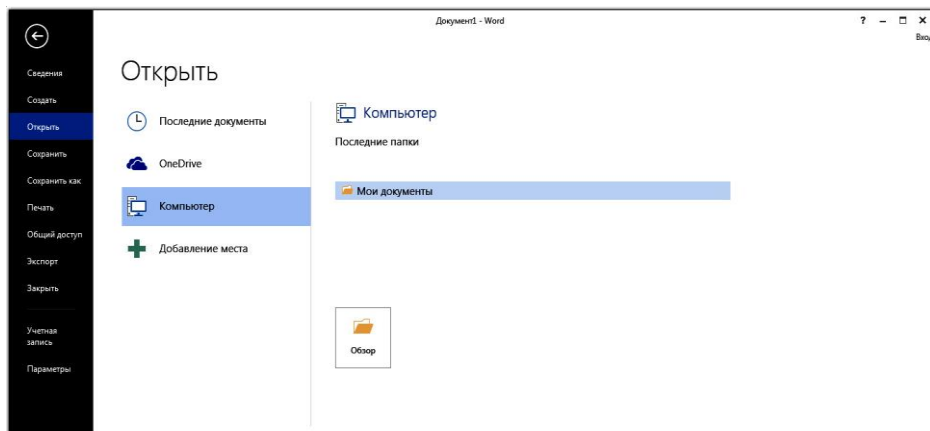 Документ1 - Word
?
Сведения
Создать
Открыть
Сохранить
Сохранить как
Печать
Общий доступ
Экспорт
Закрыть
Учетная
запись
Параметры
Открыть
Последние документы
OneDrive
Компьютер
Добавление места
Компьютер
Последние папки
Мои документы
Обзор